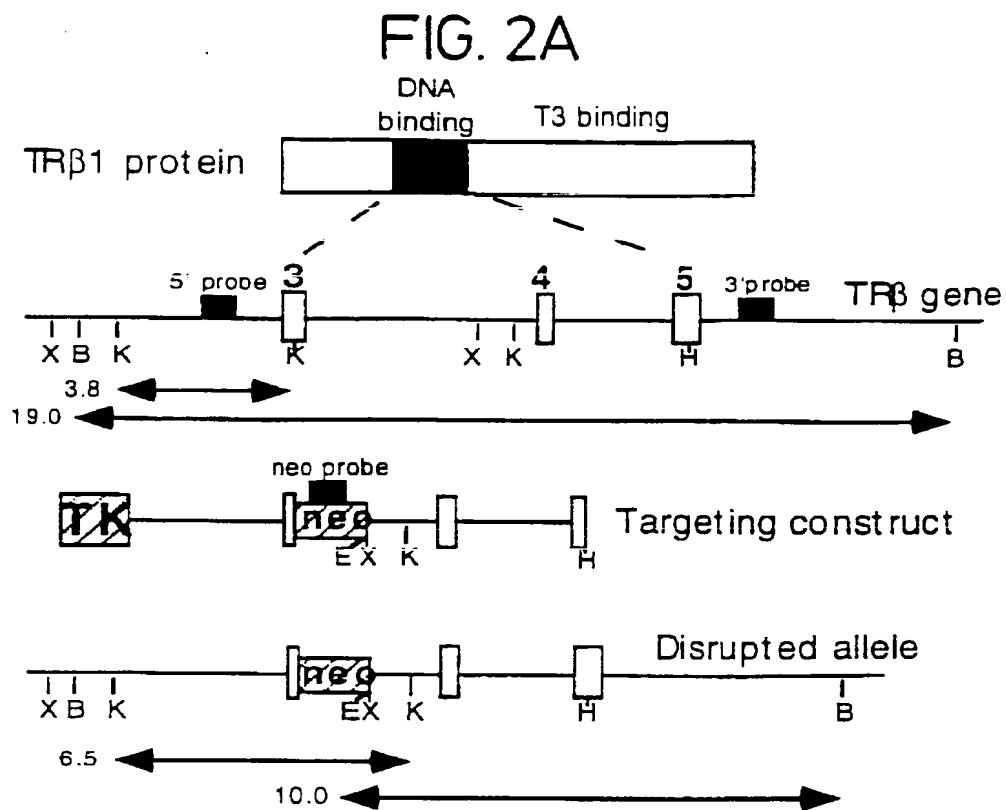 FIG. 2A
DNA
binding
T3 binding
TRβ1 protein
5' probe
3
4
5
3'probe
TRβ gene
X B K K X K H B
3.8
19.0
neo probe
TK
neo
Targeting construct
E X K H
Disrupted allele
neo
X B K E X K H B
6.5
10.0